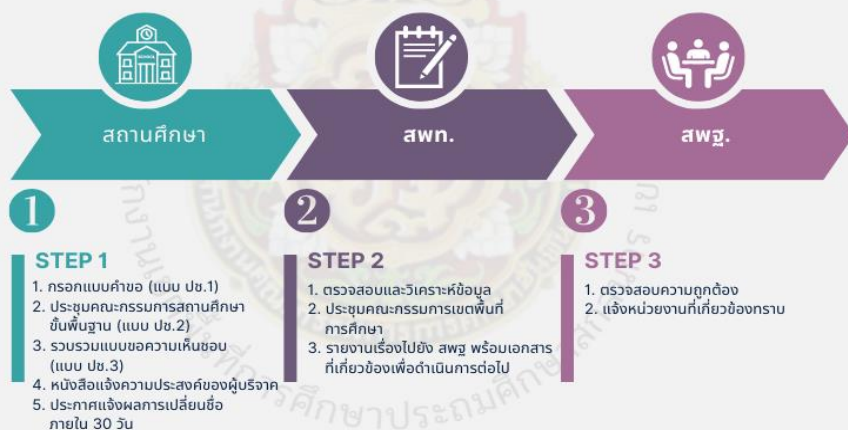 สถานศึกษา
สพท.
สพฐ.
1
2
3
STEP 1
1. กรอกแบบคำขอ (แบบ ปช.1)
2. ประชุมคณะกรรมการสถานศึกษา
ขั้นพื้นฐาน (แบบ ปช.2)
3. รวบรวมแบบขอความเห็นชอบ
(แบบ ปช.3)
4. หนังสือแจ้งความประสงค์ของผู้บริจาค
5. ประกาศแจ้งผลการเปลี่ยนชื่อ
ภายใน 30 วัน
STEP 2
1. ตรวจสอบและวิเคราะห์ข้อมูล
2. ประชุมคณะกรรมการเขตพื้นที่
การศึกษา
3. รายงานเรื่องไปยัง สพฐ พร้อมเอกสาร
ที่เกี่ยวข้องเพื่อดำเนินการต่อไป
STEP 3
1. ตรวจสอบความถูกต้อง
2. แจ้งหน่วยงานที่เกี่ยวข้องทราบ